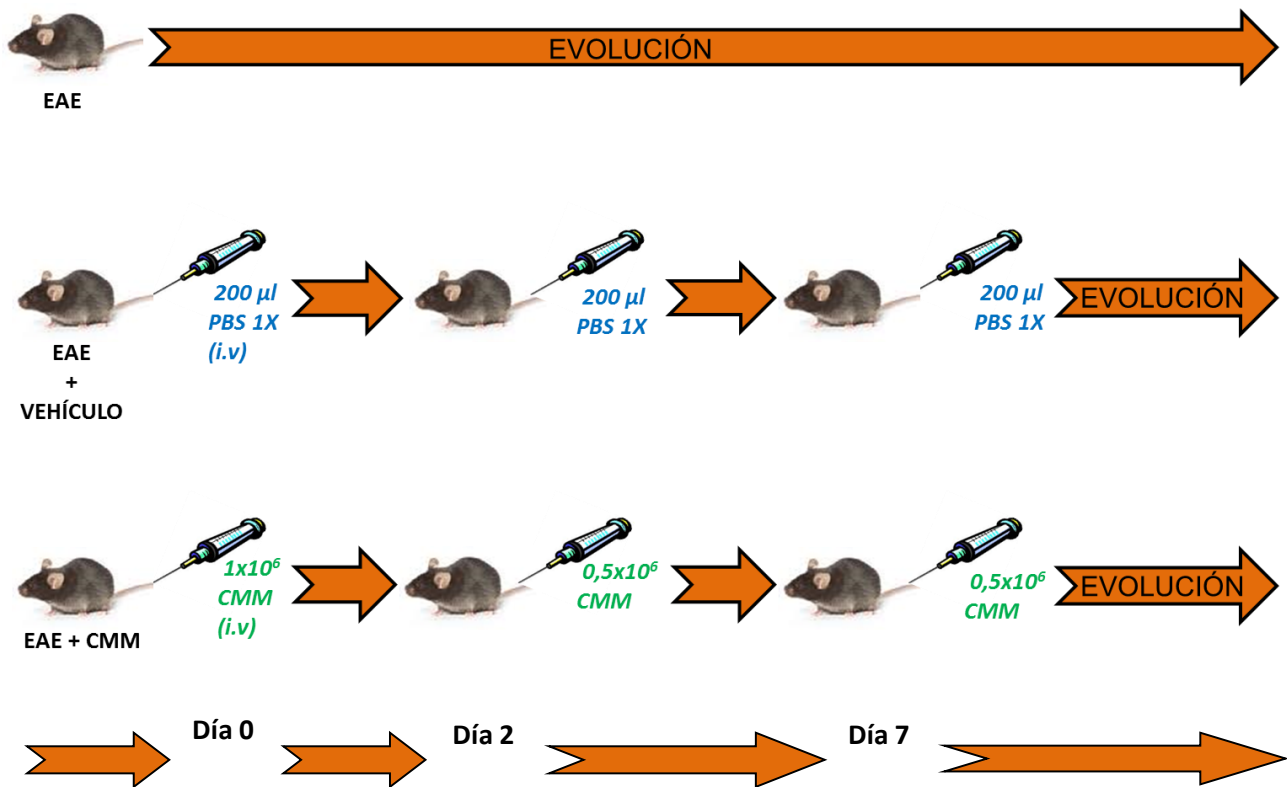 EVOLUCIÓN
EAE
200 µl
PBS 1X
(i.v)
200 µl
PBS 1X
200 µl
PBS 1X
EVOLUCIÓN
EAE
+
VEHÍCULO
1x10⁶
CMM
(i.v)
0,5x10⁶
CMM
0,5x10⁶
CMM
EVOLUCIÓN
EAE + CMM
Día 0
Día 2
Día 7